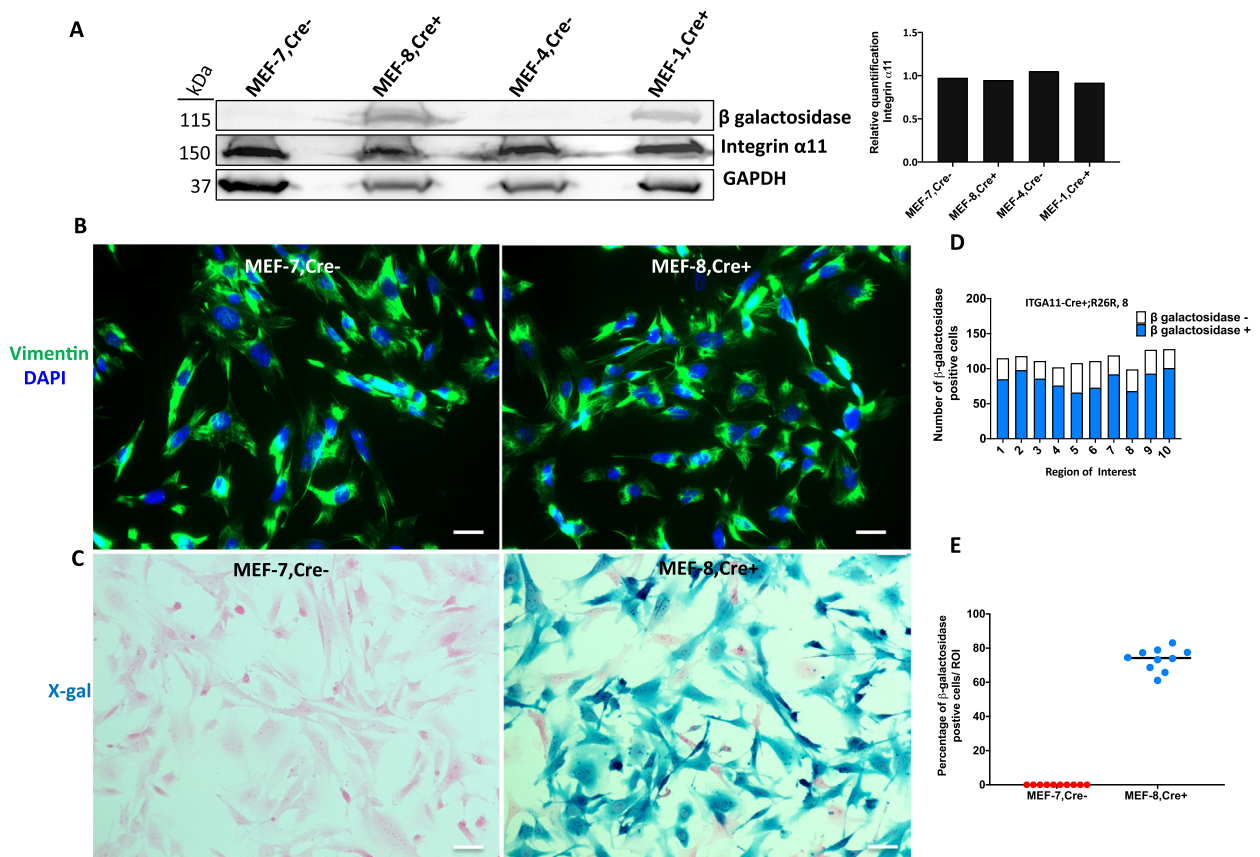 A
kDa
MEF-7,Cre-
MEF-8,Cre+
MEF-4,Cre-
MEF-1,Cre+
115
β galactosidase
150
Integrin α11
37
GAPDH
Relative quantiification
Integrin α11
1.5
1.0
0.5
0.0
MEF-7,Cre-
MEF-8,Cre+
MEF-4,Cre-
MEF-1,Cre-+
B
Vimentin
DAPI
MEF-7,Cre-
MEF-8,Cre+
C
X-gal
MEF-7,Cre-
MEF-8,Cre+
D
ITGA11-Cre+;R26R, 8
β galactosidase -
β galactosidase +
Number of β-galactosidase
positive cells
200
150
100
50
0
1 2 3 4 5 6 7 8 9 10
Region of Interest
E
Percentage of β-galactosidase
postive cells/ ROI
100
80
60
40
20
0
MEF-7,Cre-
MEF-8,Cre+